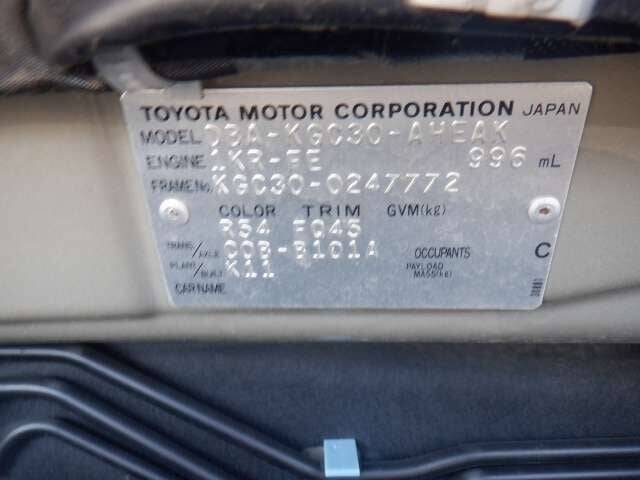 TOYOTA MOTOR CORPORATION JAPAN
MODEL DBA-KGC30-AHEAK
ENGINE 1KR-FE 996 mL
FRAME No. KGC30-0247772
COLOR TRIM GVM(kg)
R54 FQ45
TRANS./AXLE C0B-B101A OCCUPANTS C
PLANT/BUILT K11 PAYLOAD MASS(kg)
CAR NAME